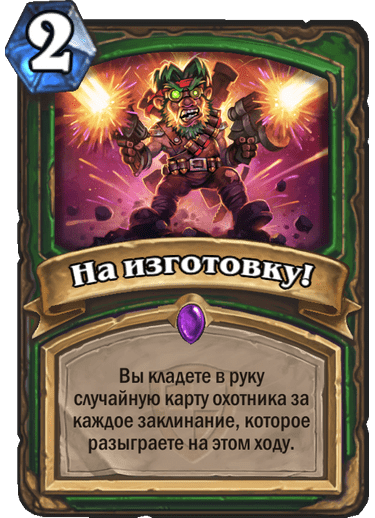 2
На изготовку!
Вы кладете в руку
случайную карту охотника за
каждое заклинание, которое
разыграете на этом ходу.